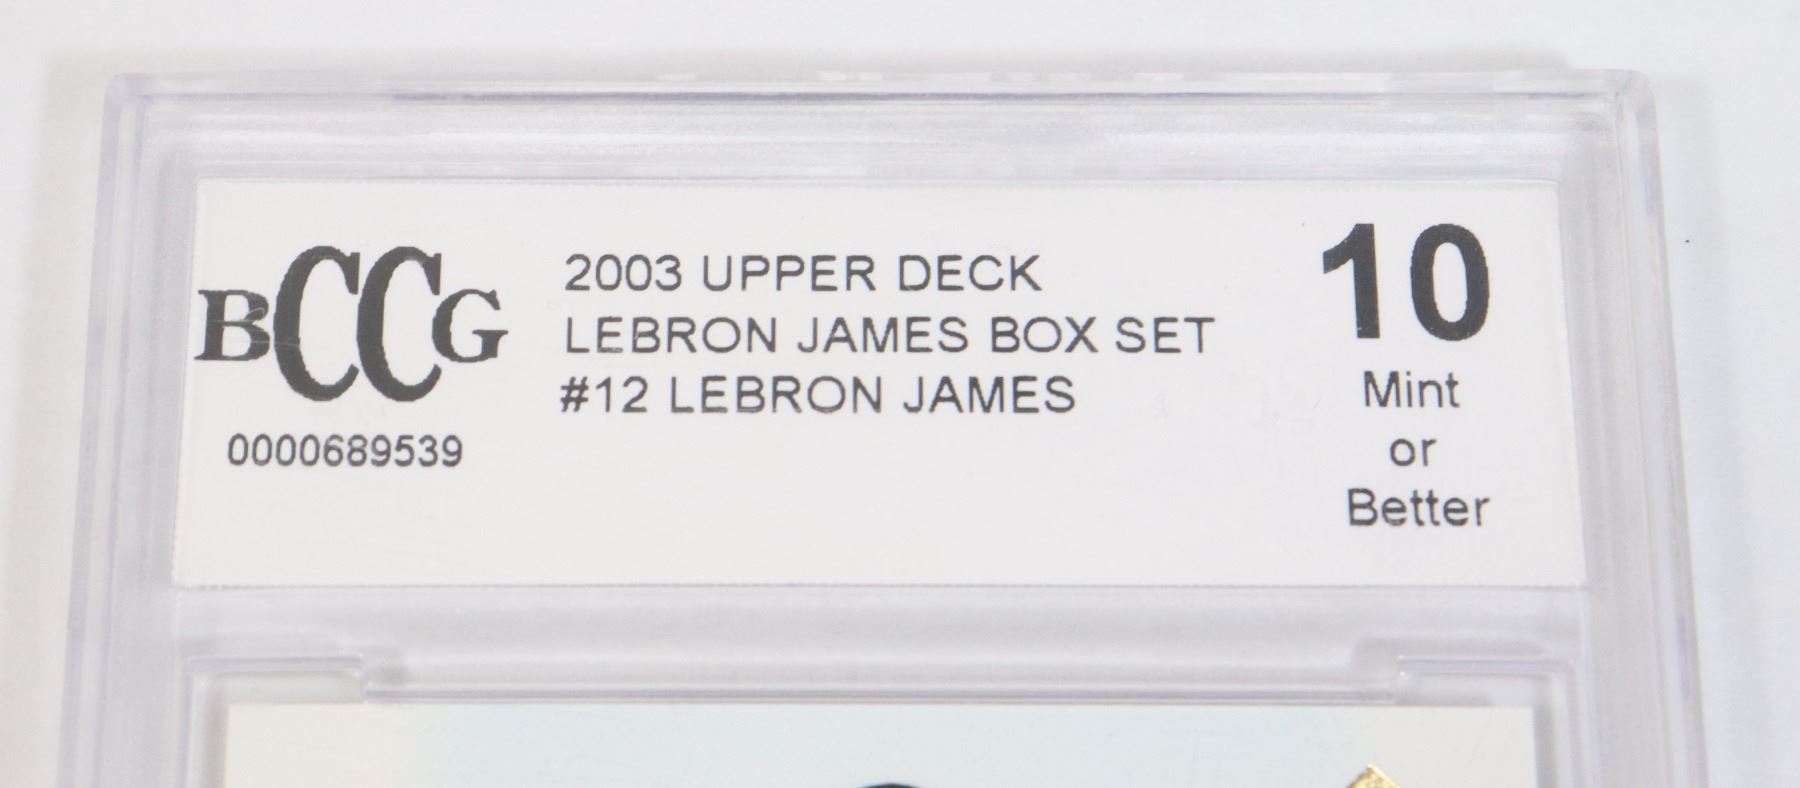 BCCG
0000689539
2003 UPPER DECK
LEBRON JAMES BOX SET
#12 LEBRON JAMES
10
Mint
or
Better